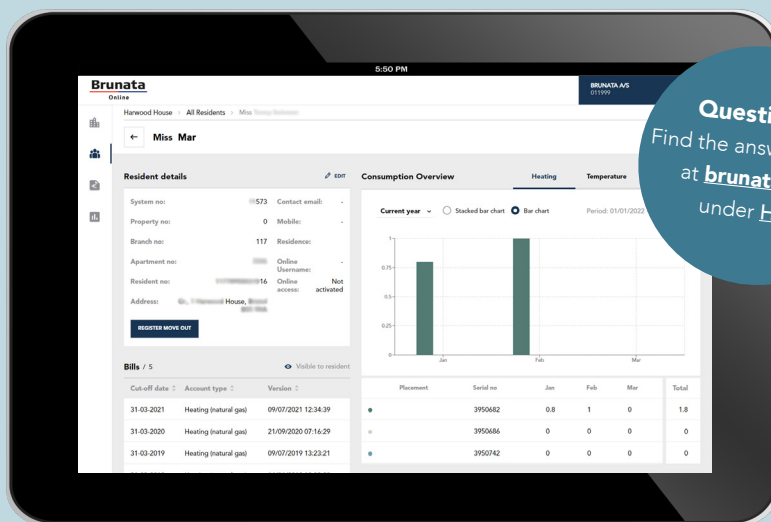 5:50 PM
Brunata
Online
BRUNATA A/S
011999
Harwood House > All Residents > Miss
← Miss Mar
Resident details
EDIT
System no: 573 Contact email: -
Property no: 0 Mobile: -
Branch no: 117 Residence:
Apartment no: Online Username: -
Resident no: 16 Online access: Not activated
Address: House,
REGISTER MOVE OUT
Bills / 5
Visible to resident
Cut-off date Account type Version
31-03-2021 Heating (natural gas) 09/07/2021 12:34:39
31-03-2020 Heating (natural gas) 21/09/2020 07:16:29
31-03-2019 Heating (natural gas) 09/07/2019 13:23:21
Consumption Overview Heating Temperature
Current year Stacked bar chart Bar chart Period: 01/01/2022
1
0.75
0.5
0.25
0
Jan Feb Mar
Placement Serial no Jan Feb Mar Total
3950682 0.8 1 0 1.8
3950686 0 0 0 0
3950742 0 0 0 0
Questi
Find the answ
at brunat
under H